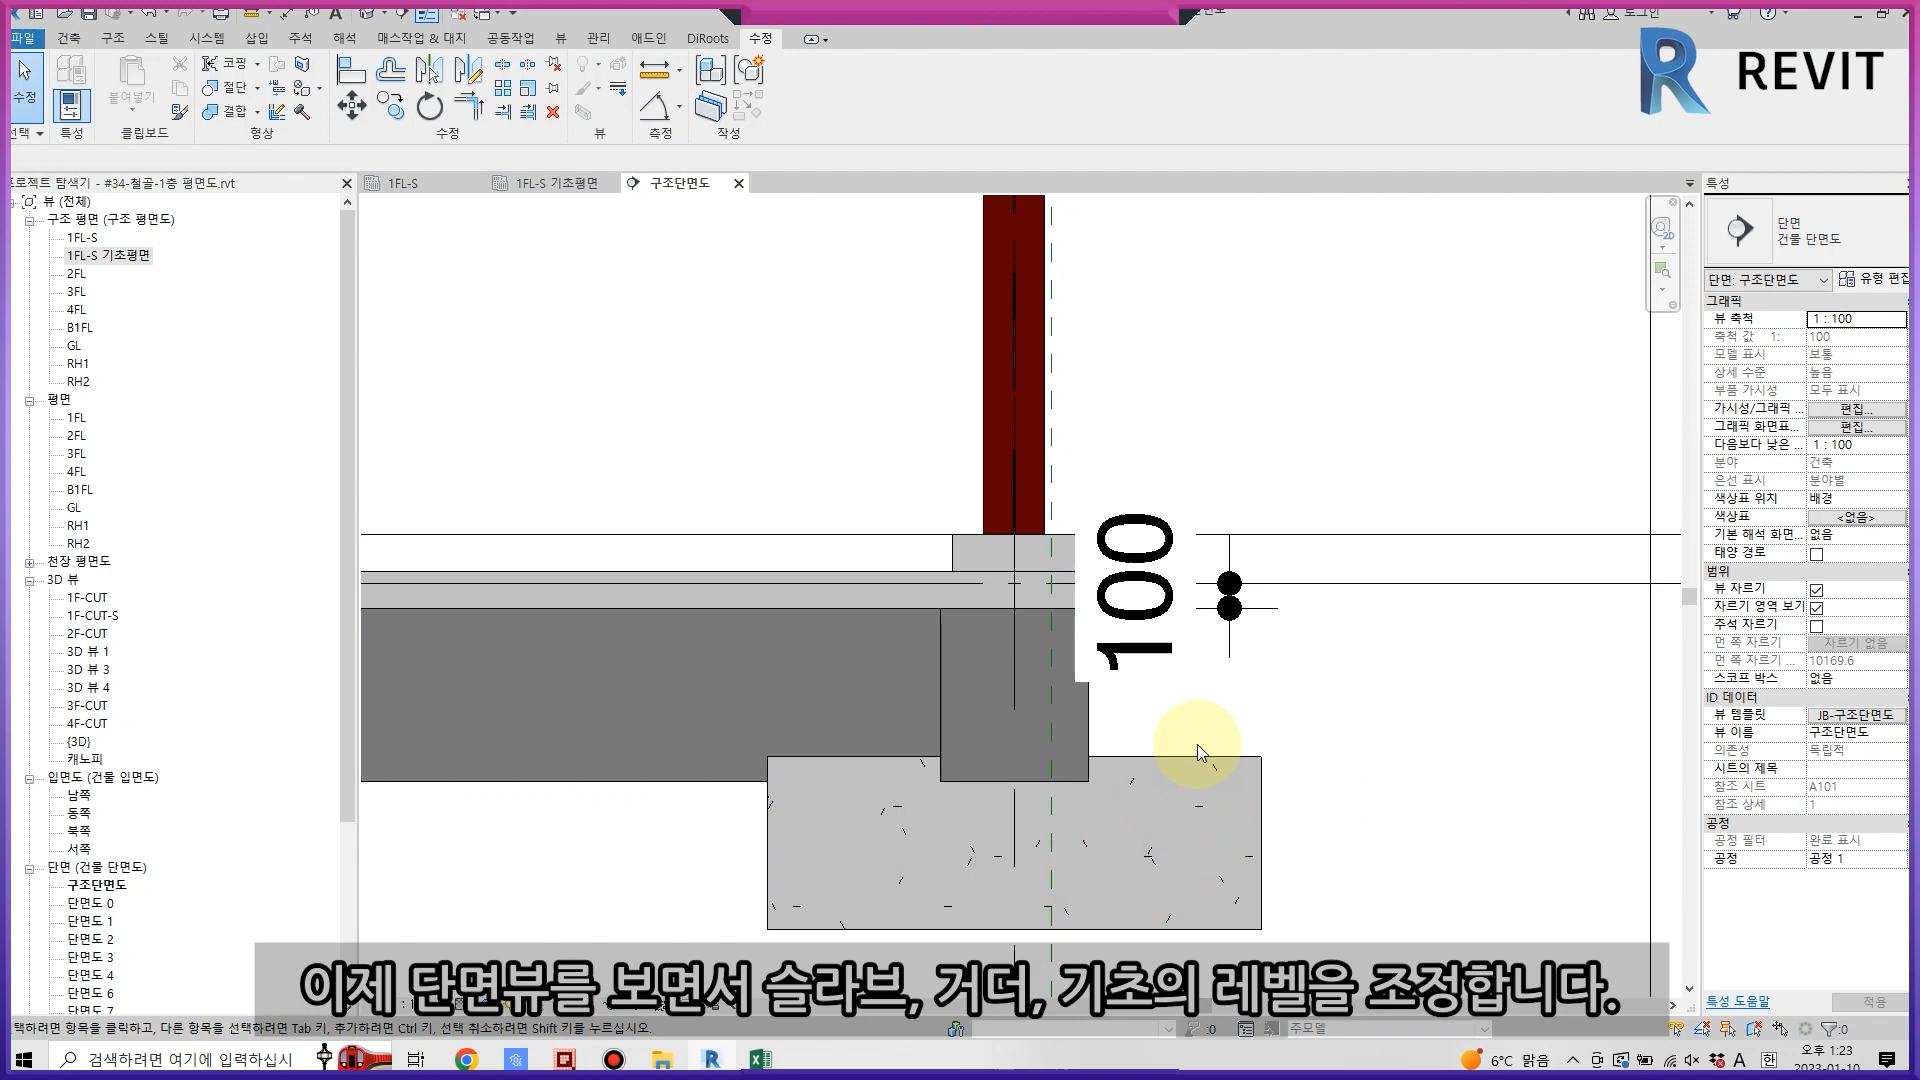 로그인
파일 건축 구조 스틸 시스템 삽입 주석 해석 매스작업 & 대지 공동작업 뷰 관리 애드인 DiRoots 수정
REVIT
코핑
절단
결합
수정
붙여넣기
선택 특성 클립보드 형상 수정 뷰 측정 작성
프로젝트 탐색기 - #34-철골-1층 평면도.rvt
1FL-S 1FL-S 기초평면 구조단면도
특성
뷰 (전체)
구조 평면 (구조 평면도)
1FL-S
1FL-S 기초평면
2FL
3FL
4FL
B1FL
GL
RH1
RH2
평면
1FL
2FL
3FL
4FL
B1FL
GL
RH1
RH2
천장 평면도
3D 뷰
1F-CUT
1F-CUT-S
2F-CUT
3D 뷰 1
3D 뷰 3
3D 뷰 4
3F-CUT
4F-CUT
{3D}
캐노피
입면도 (건물 입면도)
남쪽
동쪽
북쪽
서쪽
단면 (건물 단면도)
구조단면도
단면도 0
단면도 1
단면도 2
단면도 3
단면도 4
단면도 6
단면도 7
100
2D
단면
건물 단면도
단면: 구조단면도 유형 편집
그래픽
뷰 축척 1 : 100
축척 값 1: 100
모델 표시 보통
상세 수준 높음
부품 가시성 모두 표시
가시성/그래픽 ... 편집...
그래픽 화면표... 편집...
다음보다 낮은 ... 1 : 100
분야 건축
은선 표시 분야별
색상표 위치 배경
색상표 <없음>
기본 해석 화면... 없음
태양 경로
범위
뷰 자르기
자르기 영역 보기
주석 자르기
먼 쪽 자르기 자르기 없음
먼 쪽 자르기 ... 10169.6
스코프 박스 없음
ID 데이터
뷰 템플릿 JB-구조단면도
뷰 이름 구조단면도
의존성 독립적
시트의 제목
참조 시트 A101
참조 상세 1
공정
공정 필터 완료 표시
공정 공정 1
특성 도움말 적용
이제 단면뷰를 보면서 슬라브, 거더, 기초의 레벨을 조정합니다.
택하려면 항목을 클릭하고, 다른 항목을 선택하려면 Tab 키, 추가하려면 Ctrl 키, 선택 취소하려면 Shift 키를 누르십시오. :0 주모델 :0
검색하려면 여기에 입력하십시 6°C 맑음 A 한 오후 1:23
2023-01-10